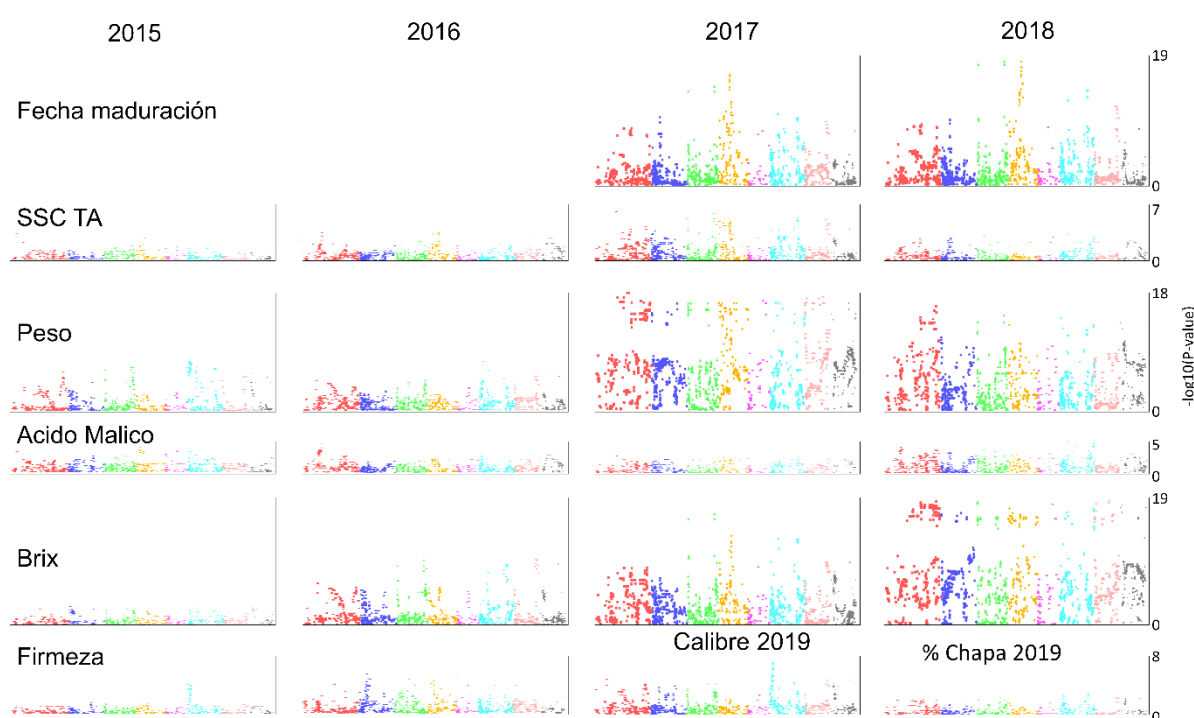 2015 2016 2017 2018
19
Fecha maduración
0
SSC TA
7
0
18
Peso
-log10(P-value)
0
Acido Malico
5
0
19
Brix
0
Calibre 2019
% Chapa 2019
Firmeza
8
0